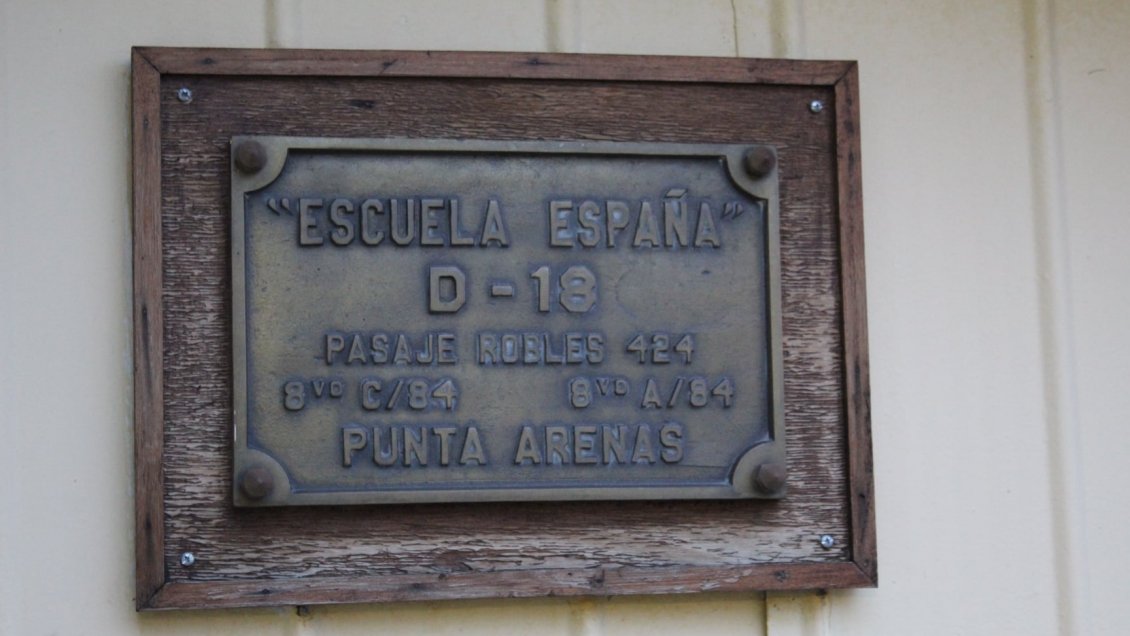 "ESCUELA ESPAÑA"
D-18
PASAJE ROBLES 424
8VO C/84 8VO A/84
PUNTA ARENAS